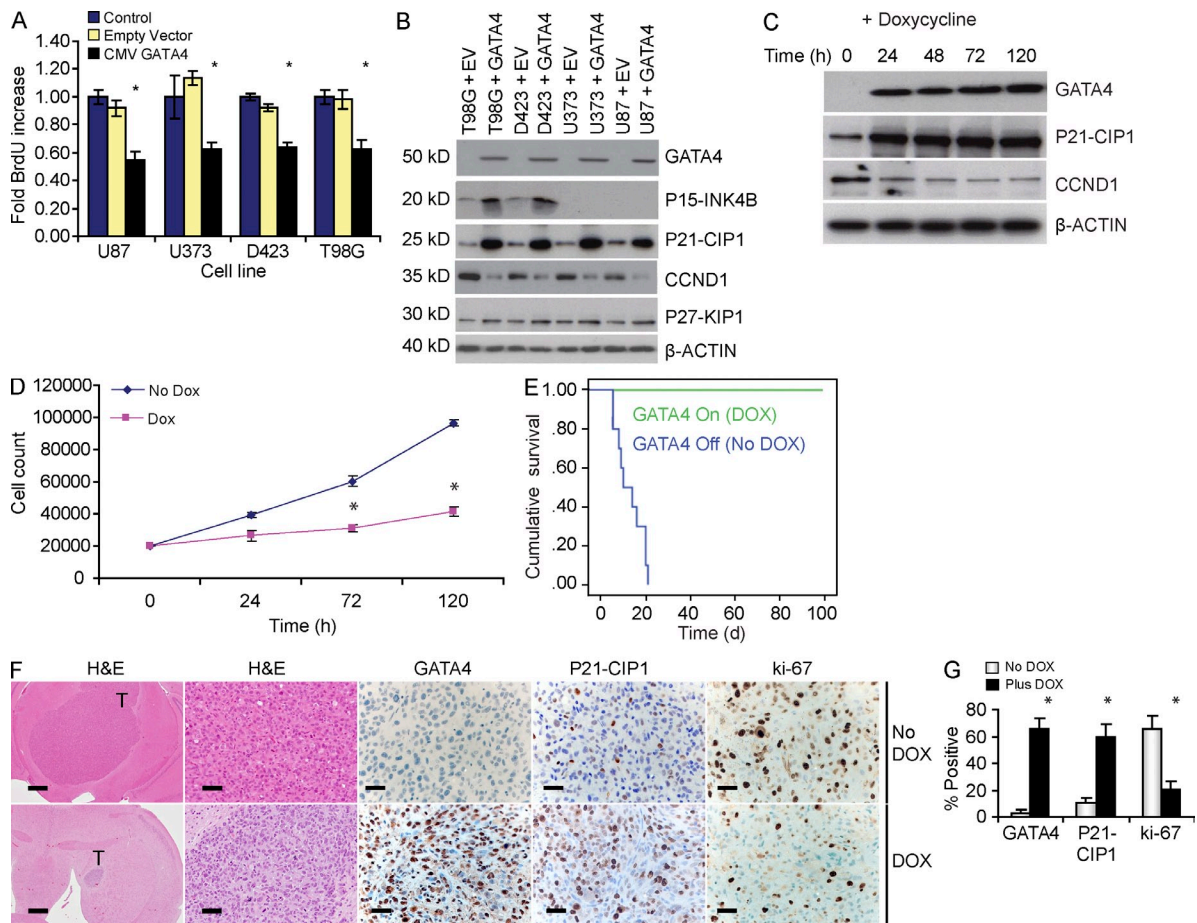 A
Control
Empty Vector
CMV GATA4
Fold BrdU increase
1.40
1.20
1.00
0.80
0.60
0.40
0.20
0.00
* * * *
U87 U373 D423 T98G
Cell line
B
T98G + EV
T98G + GATA4
D423 + EV
D423 + GATA4
U373 + EV
U373 + GATA4
U87 + EV
U87 + GATA4
50 kD GATA4
20 kD P15-INK4B
25 kD P21-CIP1
35 kD CCND1
30 kD P27-KIP1
40 kD β-ACTIN
C
+ Doxycycline
Time (h) 0 24 48 72 120
GATA4
P21-CIP1
CCND1
β-ACTIN
D
No Dox
Dox
Cell count
120000
100000
80000
60000
40000
20000
0
* *
0 24 72 120
Time (h)
E
Cumulative survival
1.00
.80
.60
.40
.20
.00
GATA4 On (DOX)
GATA4 Off (No DOX)
0 20 40 60 80 100
Time (d)
F
H&E H&E GATA4 P21-CIP1 ki-67
T
No
DOX
T
DOX
G
No DOX
Plus DOX
* * *
% Positive
80
60
40
20
0
GATA4 P21- ki-67
CIP1